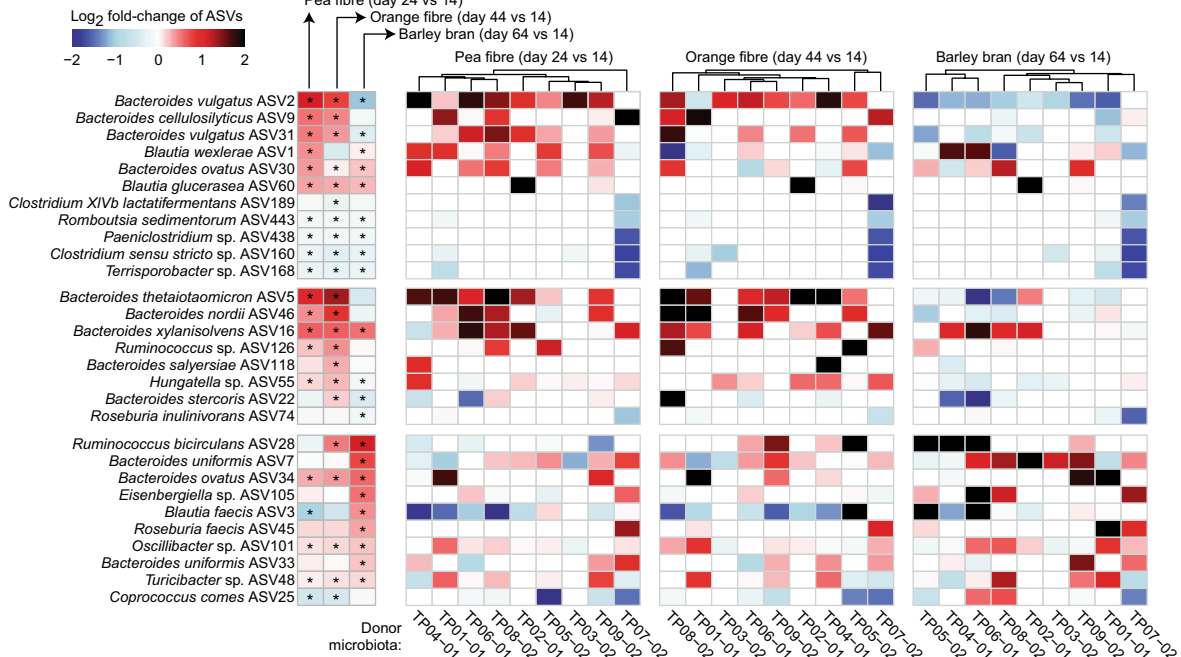 Pea fibre (day 24 vs 14)
Log2 fold-change of ASVs
Orange fibre (day 44 vs 14)
Barley bran (day 64 vs 14)
−2 −1 0 1 2
Pea fibre (day 24 vs 14) Orange fibre (day 44 vs 14) Barley bran (day 64 vs 14)
Bacteroides vulgatus ASV2 * * *
Bacteroides cellulosilyticus ASV9 * *
Bacteroides vulgatus ASV31 * * *
Blautia wexlerae ASV1 * *
Bacteroides ovatus ASV30 * * *
Blautia glucerasea ASV60 * * *
Clostridium XIVb lactatifermentans ASV189 *
Romboutsia sedimentorum ASV443 * * *
Paeniclostridium sp. ASV438 * * *
Clostridium sensu stricto sp. ASV160 * * *
Terrisporobacter sp. ASV168 * * *
Bacteroides thetaiotaomicron ASV5 * *
Bacteroides nordii ASV46 * *
Bacteroides xylanisolvens ASV16 * * *
Ruminococcus sp. ASV126 * *
Bacteroides salyersiae ASV118 *
Hungatella sp. ASV55 * * *
Bacteroides stercoris ASV22 * *
Roseburia inulinivorans ASV74 *
Ruminococcus bicirculans ASV28 * *
Bacteroides uniformis ASV7 *
Bacteroides ovatus ASV34 * * *
Eisenbergiella sp. ASV105 *
Blautia faecis ASV3 * *
Roseburia faecis ASV45 *
Oscillibacter sp. ASV101 * * *
Bacteroides uniformis ASV33 *
Turicibacter sp. ASV48 * * *
Coprococcus comes ASV25 * *
Donor
microbiota:
TP04−01 TP01−01 TP06−01 TP08−02 TP02−01 TP05−02 TP03−02 TP09−02 TP07−02
TP08−02 TP01−01 TP03−02 TP06−01 TP09−02 TP02−01 TP04−01 TP05−02 TP07−02
TP05−02 TP04−01 TP06−01 TP08−02 TP02−01 TP03−02 TP09−02 TP01−01 TP07−02